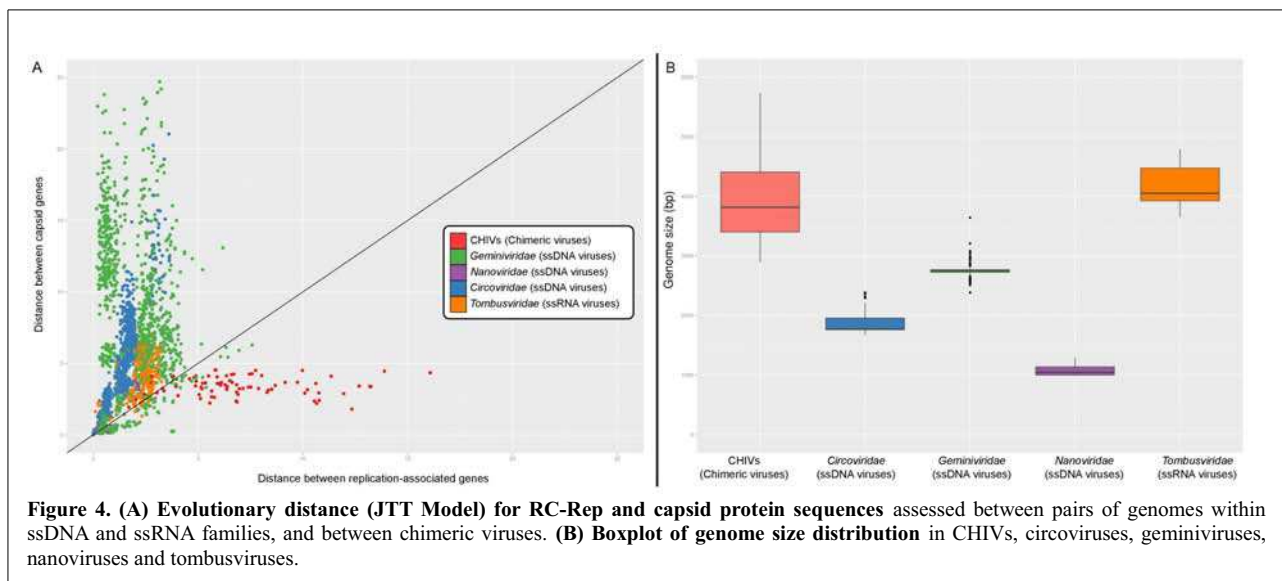 A
B
Distance between capsid genes
CHIVs (Chimeric viruses)
Geminiviridae (ssDNA viruses)
Nanoviridae (ssDNA viruses)
Circoviridae (ssDNA viruses)
Tombusviridae (ssRNA viruses)
Distance between replication-associated genes
Genome size (bp)
CHIVs
(Chimeric viruses)
Circoviridae
(ssDNA viruses)
Geminiviridae
(ssDNA viruses)
Nanoviridae
(ssDNA viruses)
Tombusviridae
(ssRNA viruses)
Figure 4. (A) Evolutionary distance (JTT Model) for RC-Rep and capsid protein sequences assessed between pairs of genomes within
ssDNA and ssRNA families, and between chimeric viruses. (B) Boxplot of genome size distribution in CHIVs, circoviruses, geminiviruses,
nanoviruses and tombusviruses.